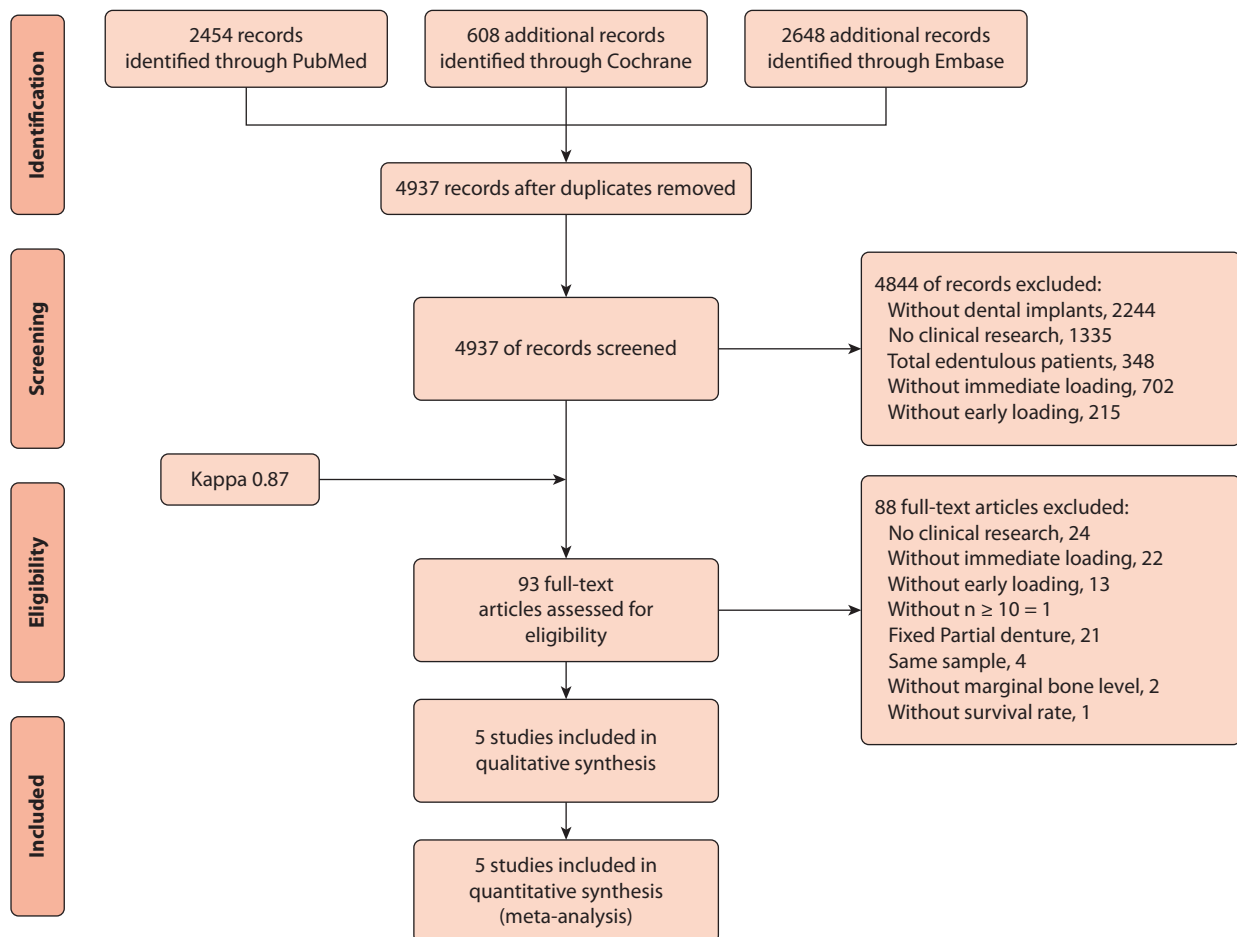 Identification
2454 records
identified through PubMed
608 additional records
identified through Cochrane
2648 additional records
identified through Embase
4937 records after duplicates removed
Screening
4937 of records screened
4844 of records excluded:
Without dental implants, 2244
No clinical research, 1335
Total edentulous patients, 348
Without immediate loading, 702
Without early loading, 215
Kappa 0.87
Eligibility
93 full-text
articles assessed for
eligibility
88 full-text articles excluded:
No clinical research, 24
Without immediate loading, 22
Without early loading, 13
Without n ≥ 10 = 1
Fixed Partial denture, 21
Same sample, 4
Without marginal bone level, 2
Without survival rate, 1
Included
5 studies included in
qualitative synthesis
5 studies included in
quantitative synthesis
(meta-analysis)